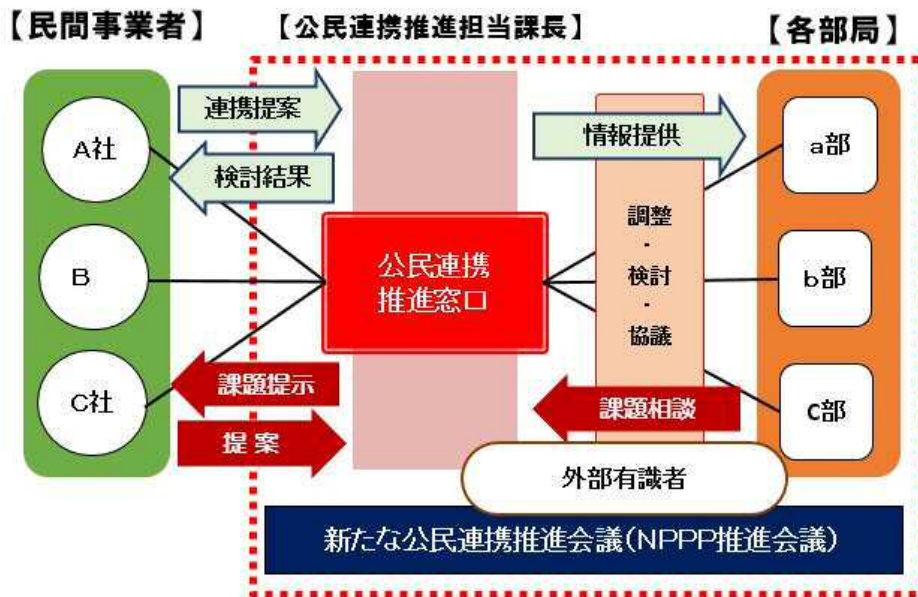 【民間事業者】
【公民連携推進担当課長】
【各部局】
連携提案
検討結果
情報提供
A社
B
C社
公民連携
推進窓口
調整
・
検討
・
協議
a部
b部
c部
課題提示
提 案
課題相談
外部有識者
新たな公民連携推進会議(NPPP推進会議)